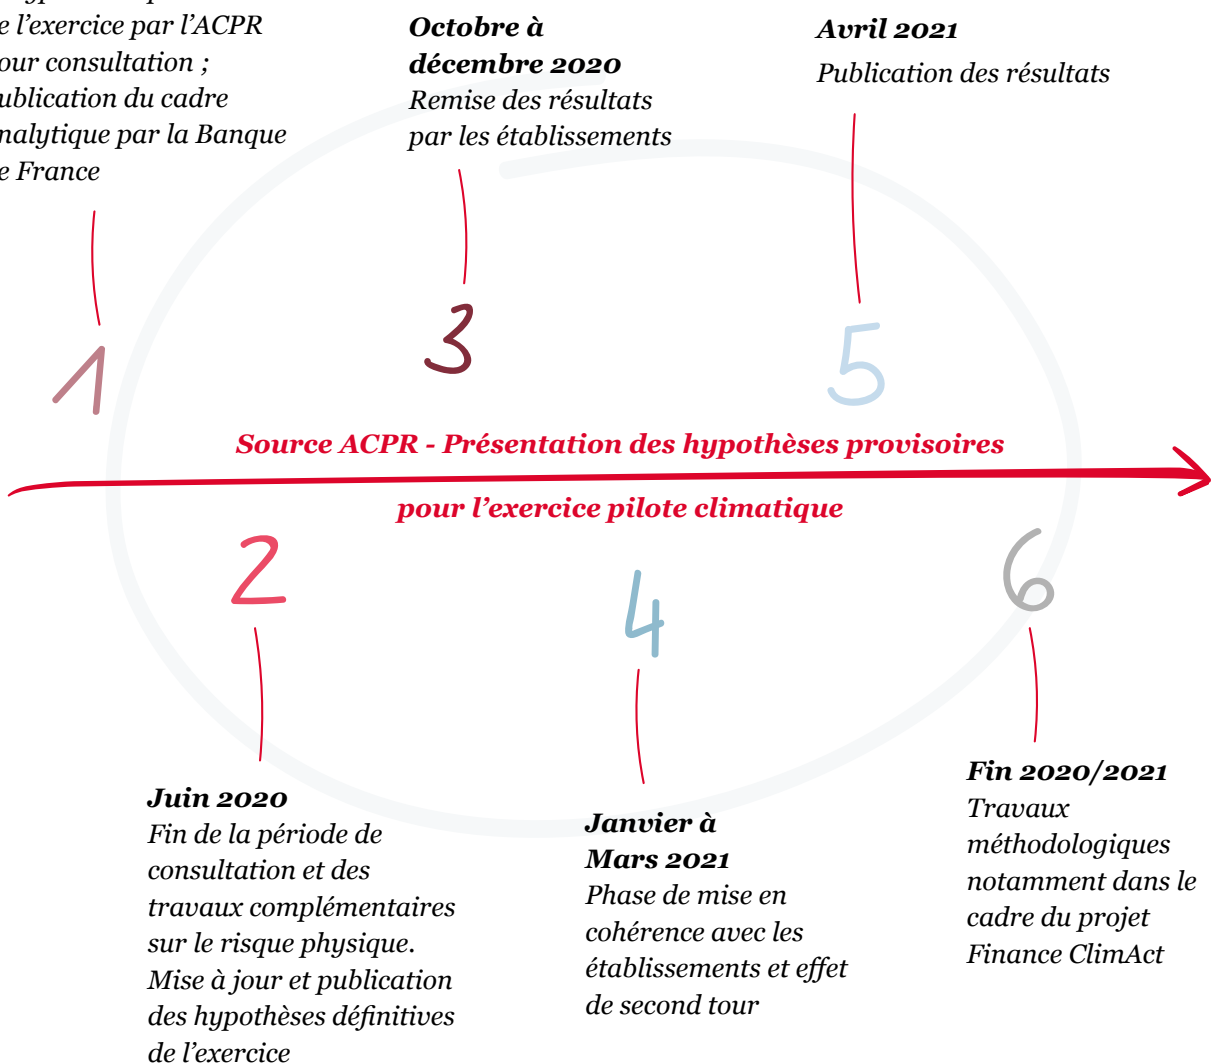 l'exercice par l'ACPR
consultation ;
du cadre
par la Banque
France
1
Octobre à
décembre 2020
Remise des résultats
par les établissements
3
Avril 2021
Publication des résultats
5
Source ACPR - Présentation des hypothèses provisoires
pour l'exercice pilote climatique
2
Juin 2020
Fin de la période de
consultation et des
travaux complémentaires
sur le risque physique.
Mise à jour et publication
des hypothèses définitives
de l'exercice
4
Janvier à
Mars 2021
Phase de mise en
cohérence avec les
établissements et effet
de second tour
6
Fin 2020/2021
Travaux
méthodologiques
notamment dans le
cadre du projet
Finance ClimAct